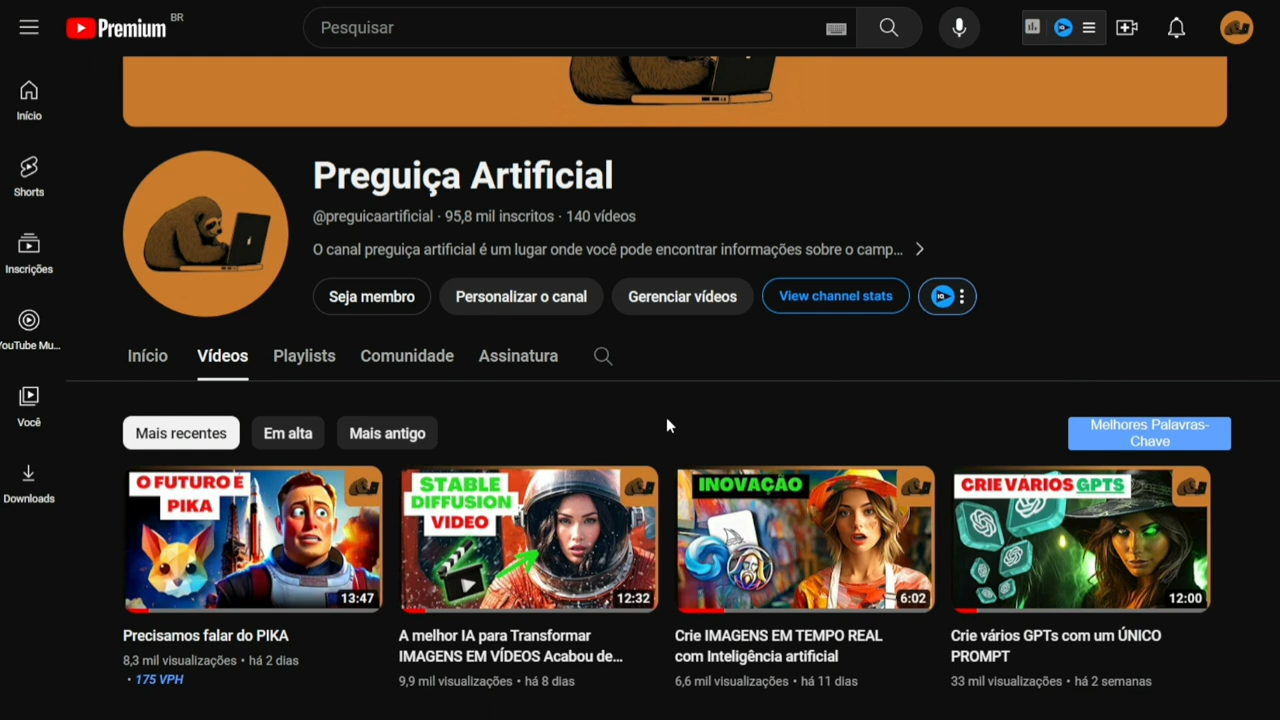 Premium BR
Pesquisar
Início
Shorts
Inscrições
YouTube Mu...
Você
Downloads
Preguiça Artificial
@preguicaartificial · 95,8 mil inscritos · 140 vídeos
O canal preguiça artificial é um lugar onde você pode encontrar informações sobre o camp...
Seja membro
Personalizar o canal
Gerenciar vídeos
View channel stats
IQ
Início
Vídeos
Playlists
Comunidade
Assinatura
Mais recentes
Em alta
Mais antigo
Melhores Palavras-
Chave
O FUTURO É
PIKA
13:47
Precisamos falar do PIKA
8,3 mil visualizações • há 2 dias
• 175 VPH
STABLE
DIFFUSION
VIDEO
12:32
A melhor IA para Transformar
IMAGENS EM VÍDEOS Acabou de...
9,9 mil visualizações • há 8 dias
INOVAÇÃO
6:02
Crie IMAGENS EM TEMPO REAL
com Inteligência artificial
6,6 mil visualizações • há 11 dias
CRIE VÁRIOS GPTS
12:00
Crie vários GPTs com um ÚNICO
PROMPT
33 mil visualizações • há 2 semanas